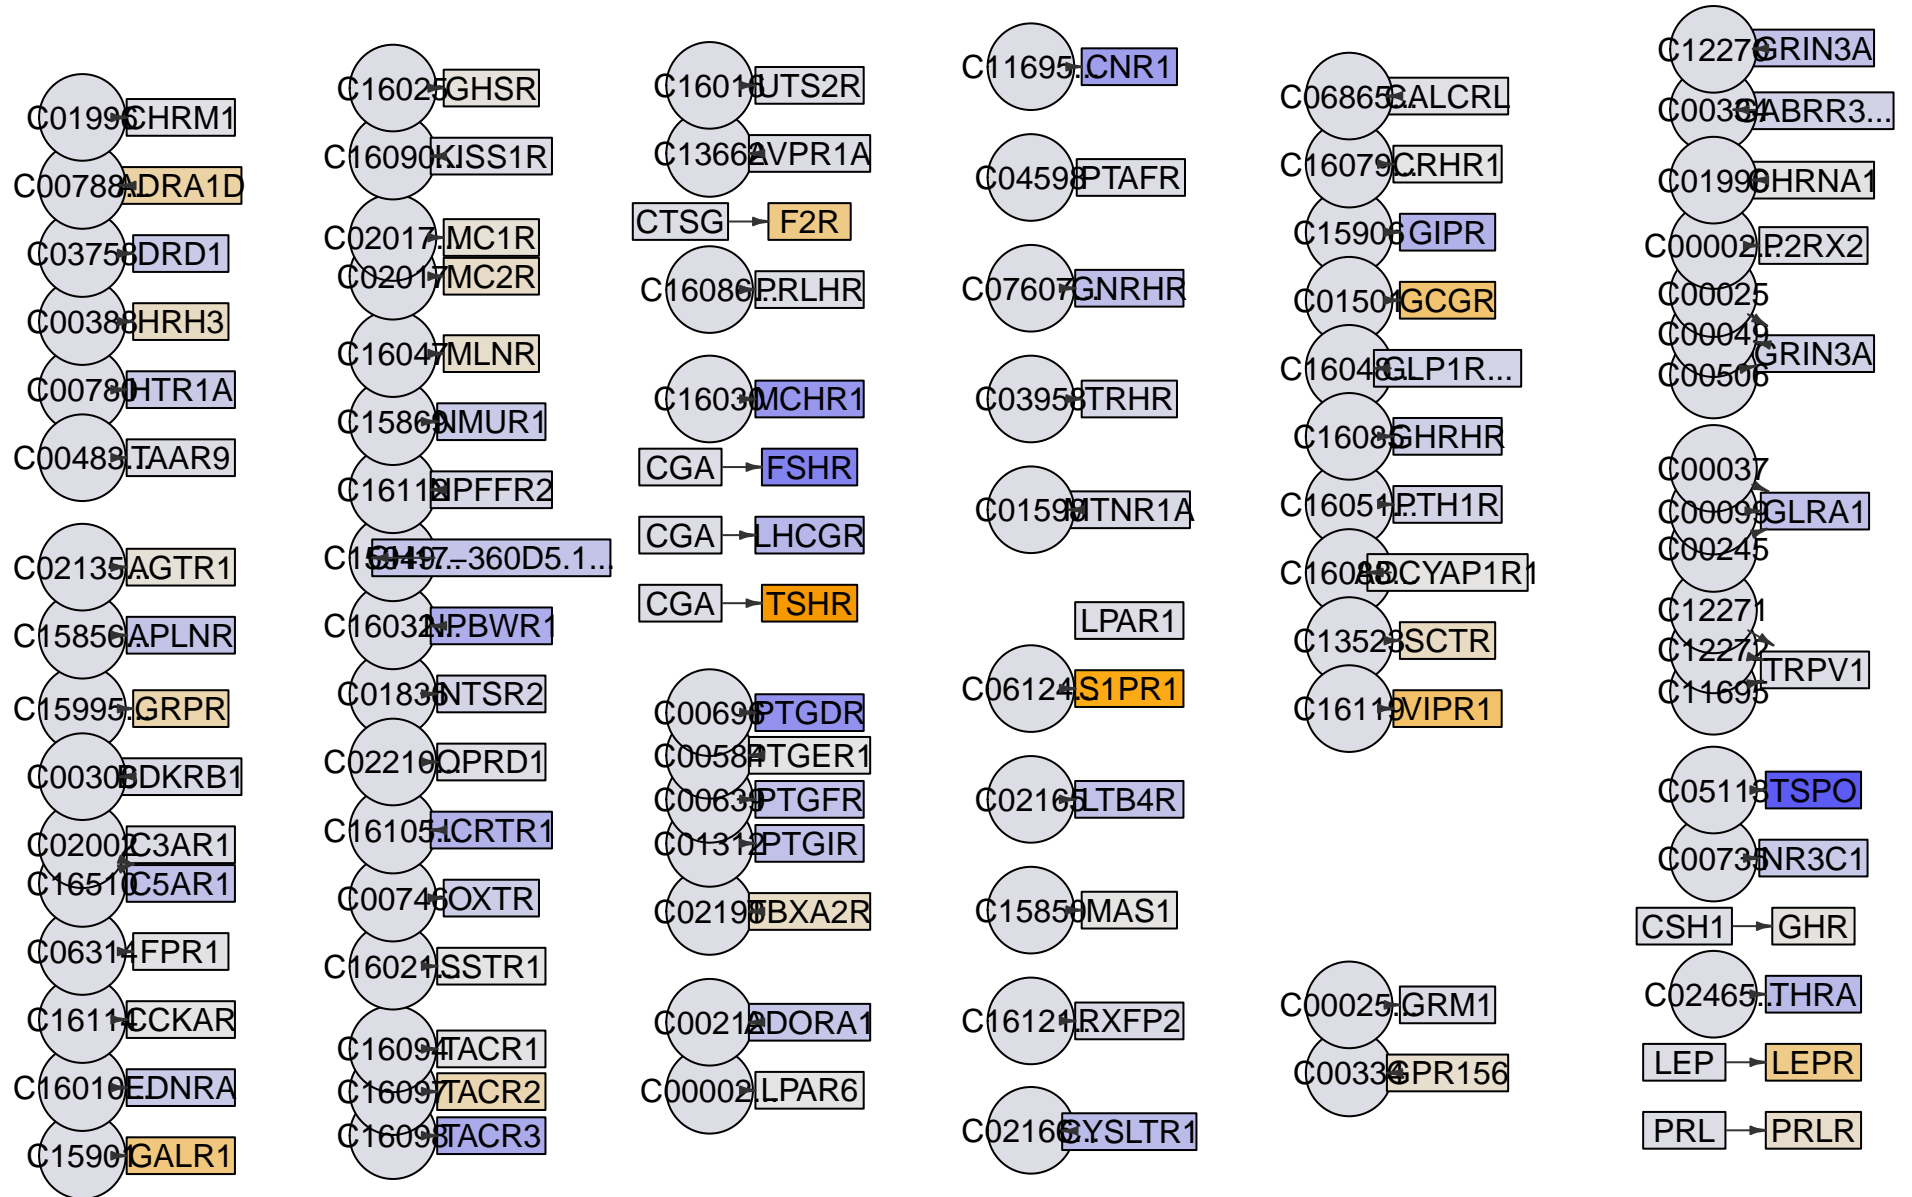 C01996 CHRM1
C00788... ADRA1D
C03758 DRD1
C00388 HRH3
C00780 HTR1A
C00483... TAAR9
C02135... AGTR1
C15856... APLNR
C15995... GRPR
C00306 BDKRB1
C02002 C3AR1
C16510 C5AR1
C06314 FPR1
C16114 CCKAR
C16010 EDNRA
C15901 GALR1
C16025 GHSR
C16090... KISS1R
C02017... MC1R
C02017 MC2R
C16047 MLNR
C15869 NMUR1
C16118 NPFFR2
CH17-360D5.1...
C16032... NPBWR1
C01836 NTSR2
C02210... OPRD1
C16105... HCRTR1
C00746 OXTR
C16021... SSTR1
C16094 TACR1
C16097 TACR2
C16098 TACR3
C16016 UTS2R
C13662 AVPR1A
CTSG F2R
C16086... PRLHR
C16030 MCHR1
CGA FSHR
CGA LHCGR
CGA TSHR
C00696 PTGDR
C00584 PTGER1
C00639 PTGFR
C01312 PTGIR
C02198 TBXA2R
C00212 ADORA1
C00002... LPAR6
C11695... CNR1
C04598 PTAFR
C07607... GNRHR
C03958 TRHR
C01598 MTNR1A
LPAR1
C06124... S1PR1
C02165 LTB4R
C15850 MAS1
C16121... RXFP2
C02166... CYSLTR1
C06865... CALCRL
C16079... CRHR1
C15906 GIPR
C01501 GCGR
C16048... GLP1R...
C16085 GHRHR
C16051... PTH1R
C16088... ADCYAP1R1
C13523 SCTR
C16119 VIPR1
C00025... GRM1
C00334 GPR156
C12270 GRIN3A
C00334 GABRR3...
C01996 CHRNA1
C00002... P2RX2
C00025
C00049 GRIN3A
C00506
C00037
C00099 GLRA1
C00245
C12271
C12272 TRPV1
C11695
C05113 TSPO
C00735 NR3C1
CSH1 GHR
C02465... THRA
LEP LEPR
PRL PRLR